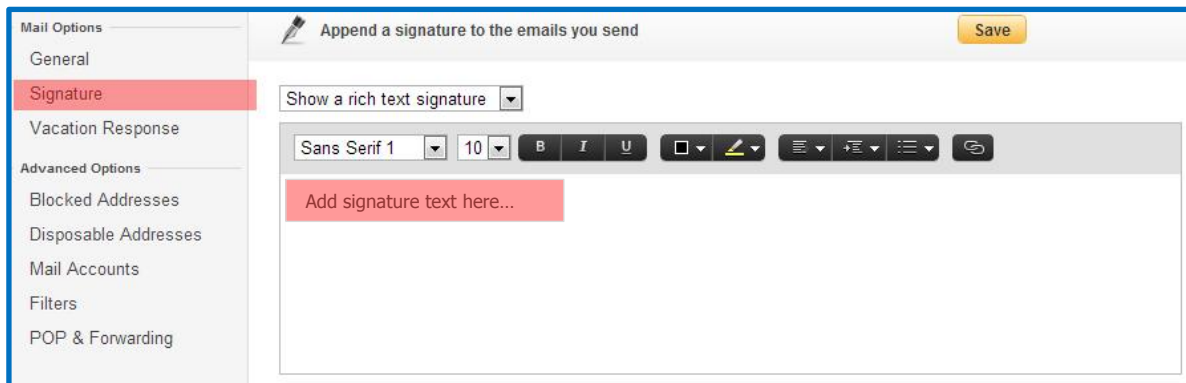 Mail Options
General
Signature
Vacation Response
Advanced Options
Blocked Addresses
Disposable Addresses
Mail Accounts
Filters
POP & Forwarding
Append a signature to the emails you send
Save
Show a rich text signature
Sans Serif 1 10 B I U
Add signature text here...